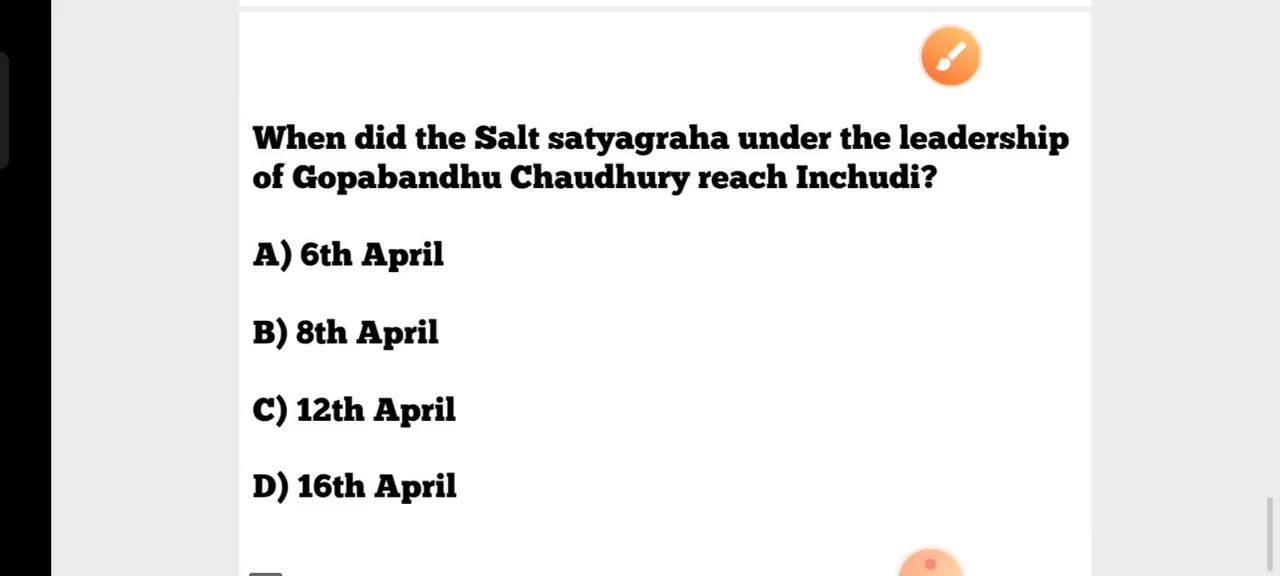 When did the Salt satyagraha under the leadership
of Gopabandhu Chaudhury reach Inchudi?
A) 6th April
B) 8th April
C) 12th April
D) 16th April